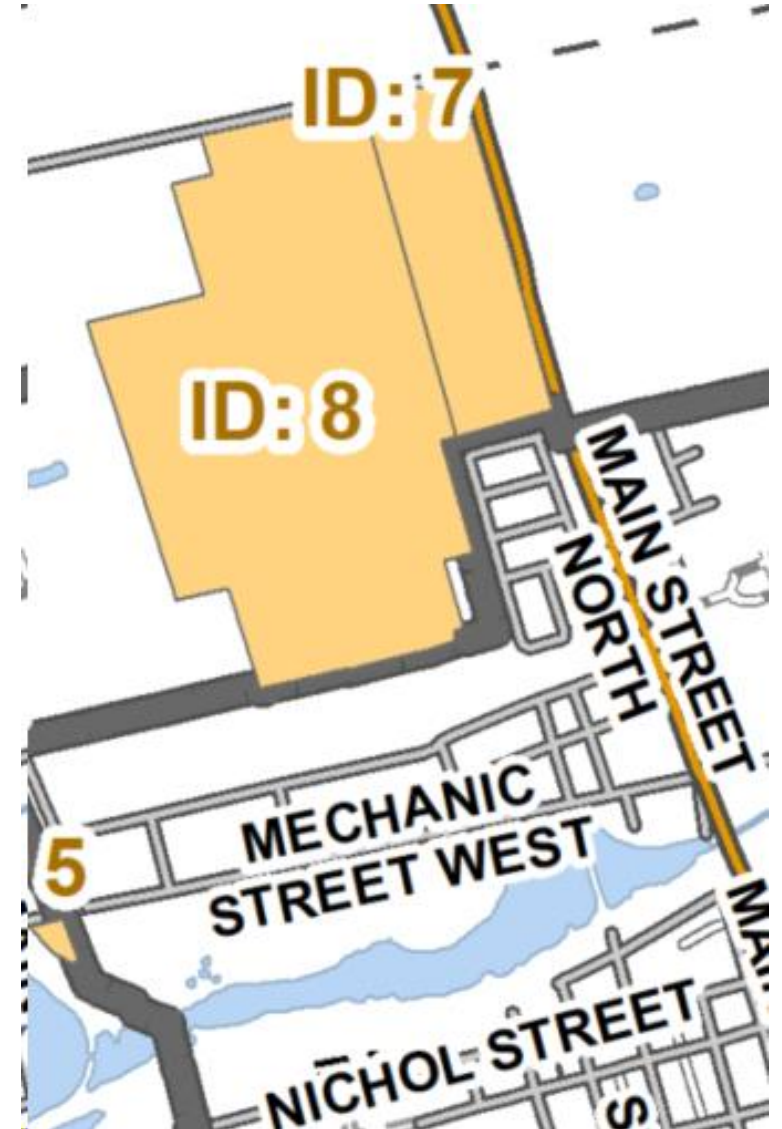 ID: 7
ID: 8
MAIN STREET
NORTH
MECHANIC
STREET WEST
5
NICHOL STREET